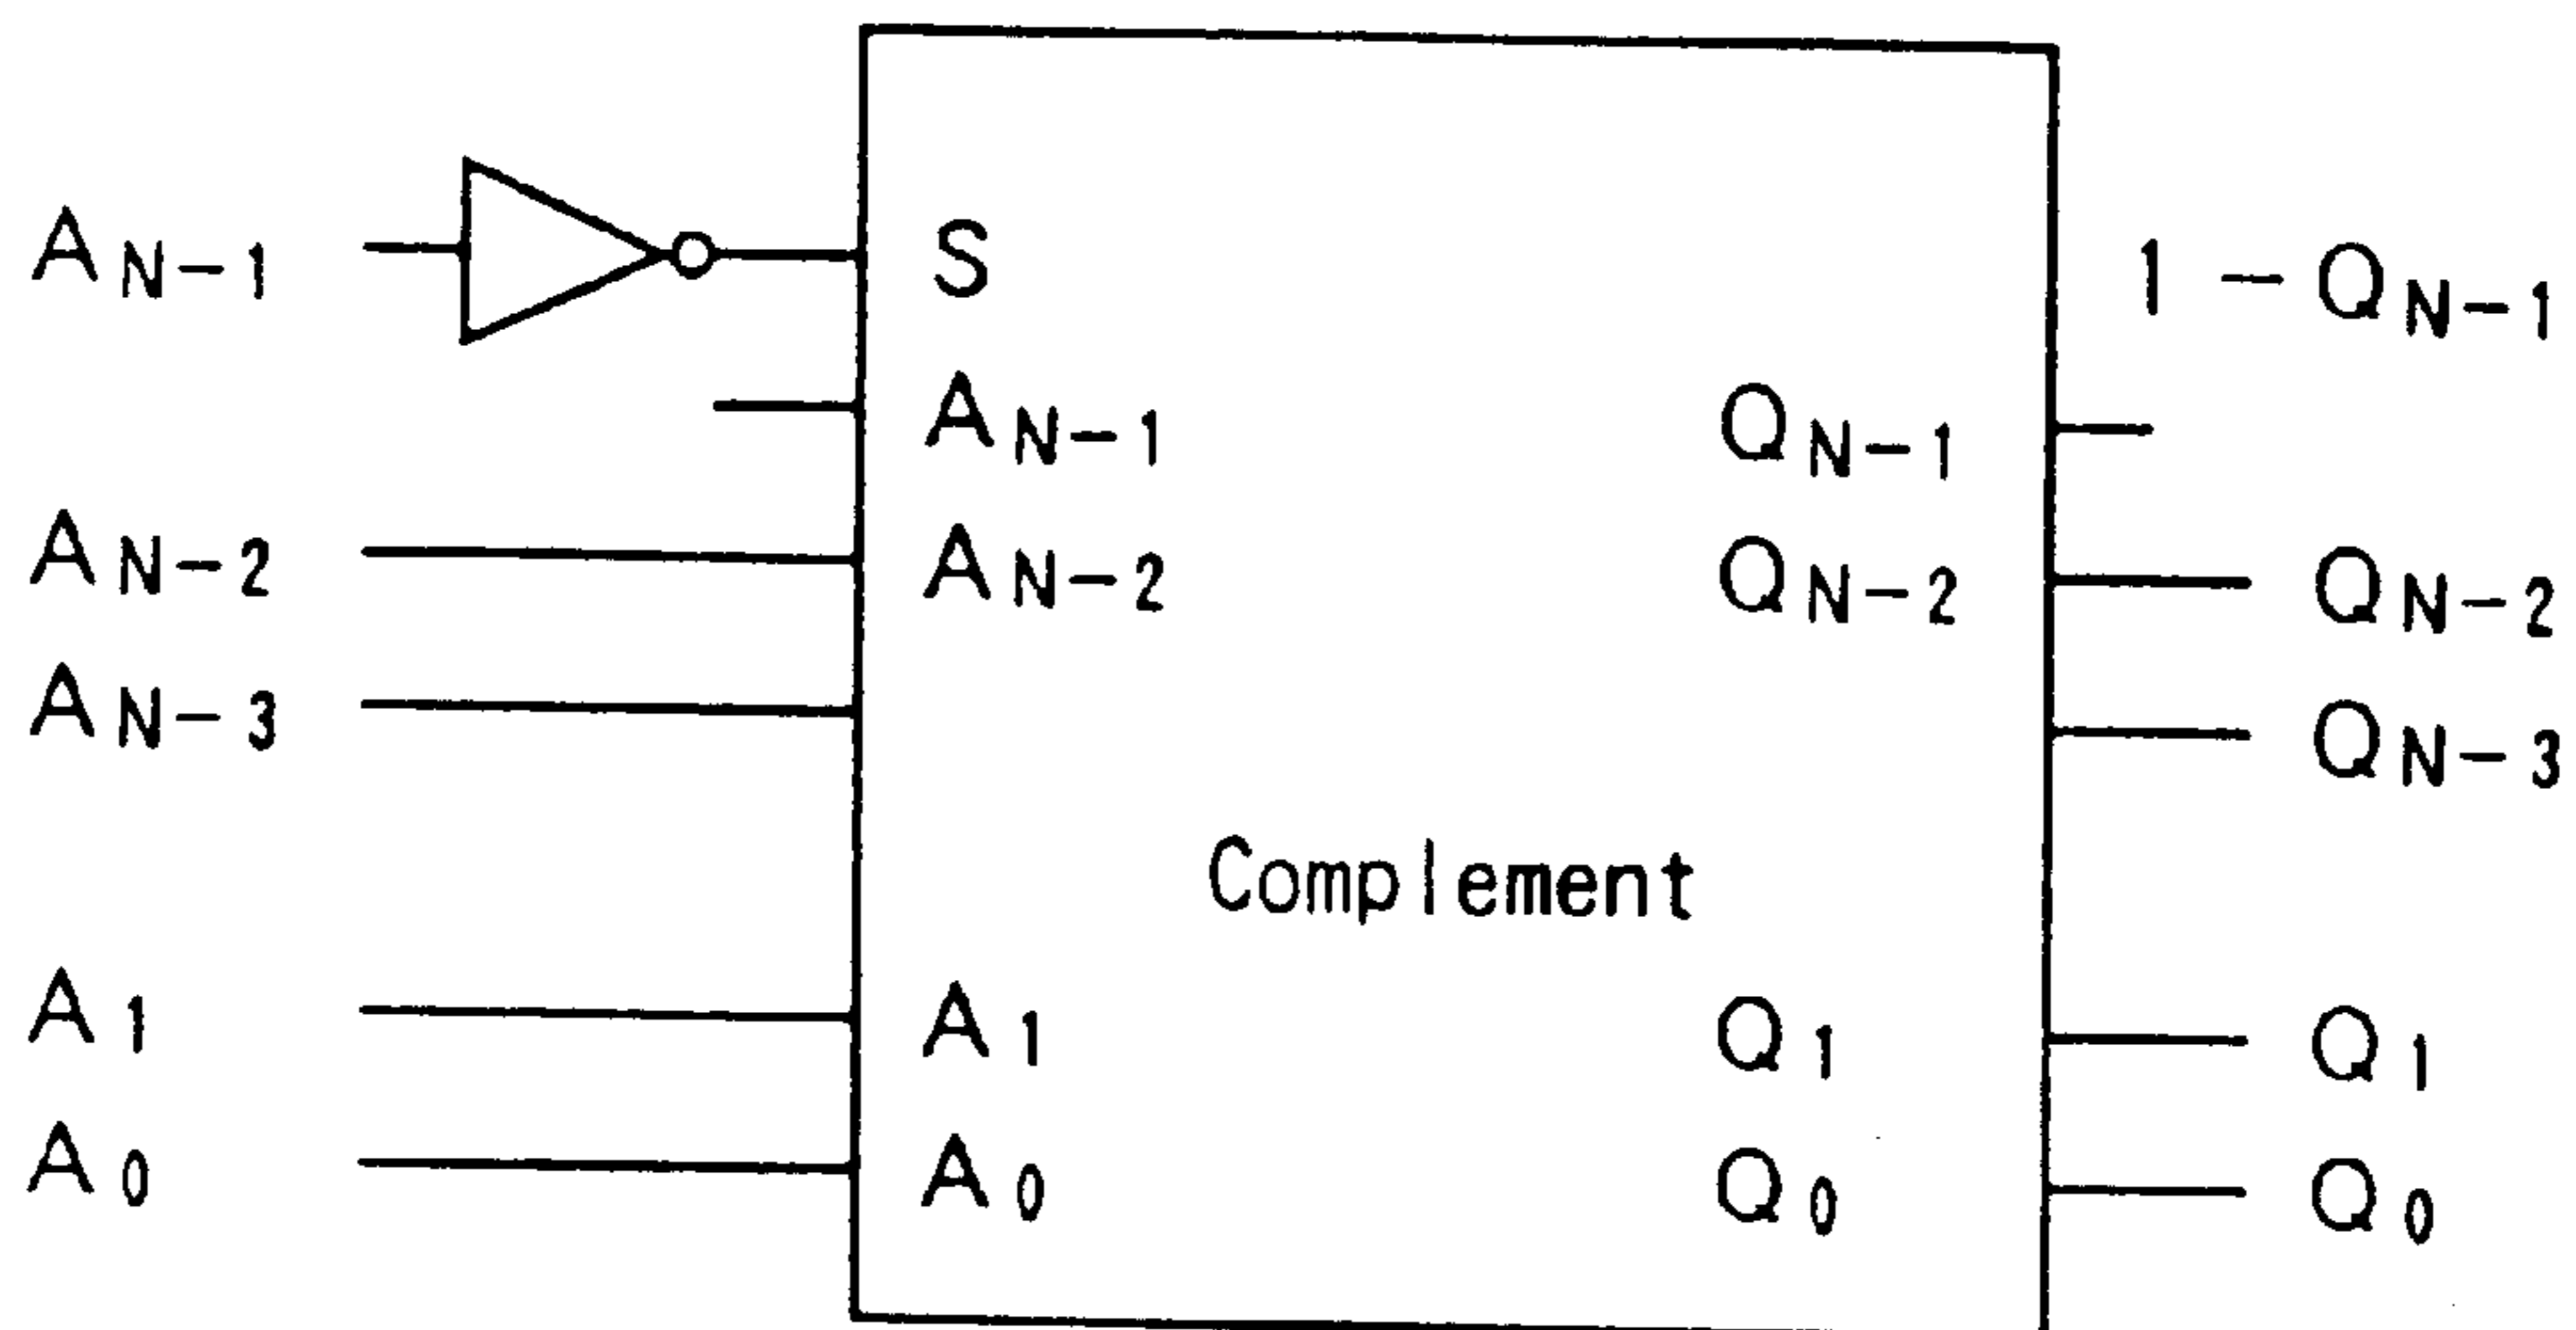 A N-1 S 1 - Q N-1
A N-1 Q N-1
A N-2 A N-2 Q N-2 Q N-2
A N-3 Q N-3
Complement
A 1 A 1 Q 1 Q 1
A 0 A 0 Q 0 Q 0